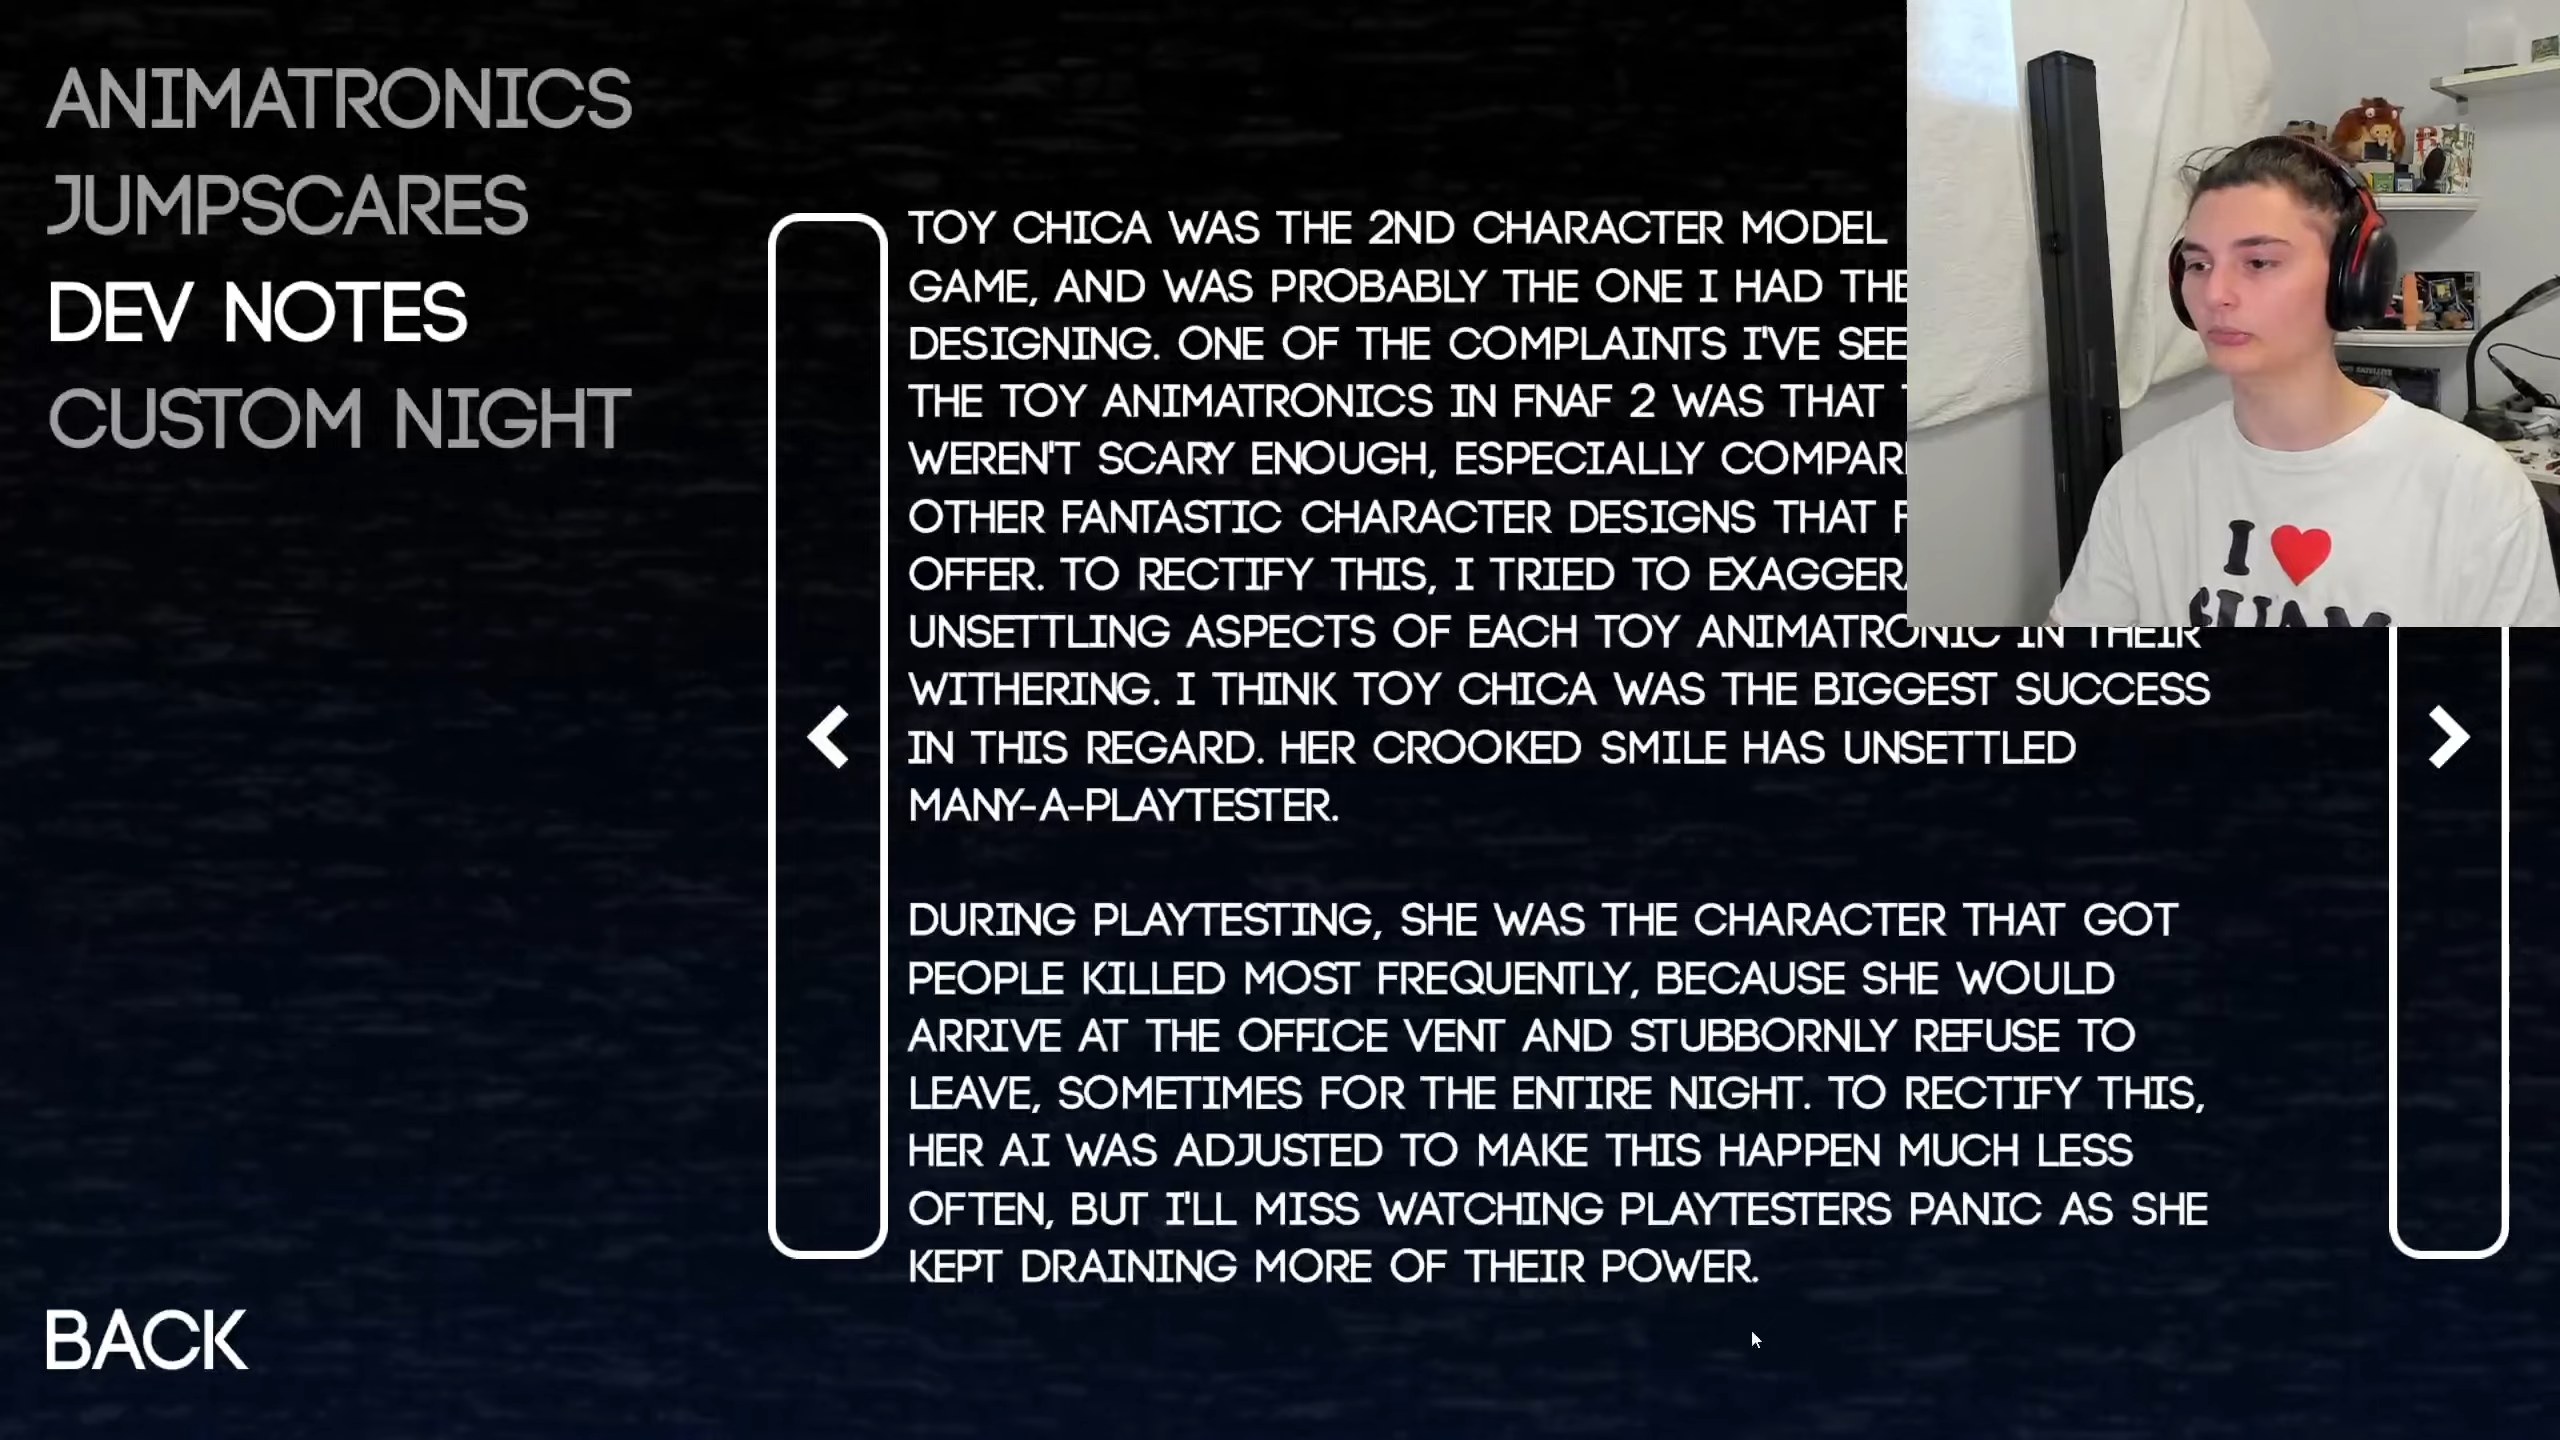 ANIMATRONICS
JUMPSCARES
DEV NOTES
CUSTOM NIGHT
TOY CHICA WAS THE 2ND CHARACTER MODEL
GAME, AND WAS PROBABLY THE ONE I HAD THE
DESIGNING. ONE OF THE COMPLAINTS I'VE
THE TOY ANIMATRONICS IN FNAF 2 WAS THAT
WEREN'T SCARY ENOUGH, ESPECIALLY
OTHER FANTASTIC CHARACTER DESIGNS THAT
OFFER. TO RECTIFY THIS, I TRIED TO
UNSETTLING ASPECTS OF EACH TOY ANIMATRONIC IN THEIR
WITHERING. I THINK TOY CHICA WAS THE BIGGEST SUCCESS
IN THIS REGARD. HER CROOKED SMILE HAS UNSETTLED
MANY-A-PLAYTESTER.
DURING PLAYTESTING, SHE WAS THE CHARACTER THAT GOT
PEOPLE KILLED MOST FREQUENTLY, BECAUSE SHE WOULD
ARRIVE AT THE OFFICE VENT AND STUBBORNLY REFUSE TO
LEAVE, SOMETIMES FOR THE ENTIRE NIGHT. TO RECTIFY THIS,
HER AI WAS ADJUSTED TO MAKE THIS HAPPEN MUCH LESS
OFTEN, BUT I'LL MISS WATCHING PLAYTESTERS PANIC AS SHE
KEPT DRAINING MORE OF THEIR POWER.
BACK
I